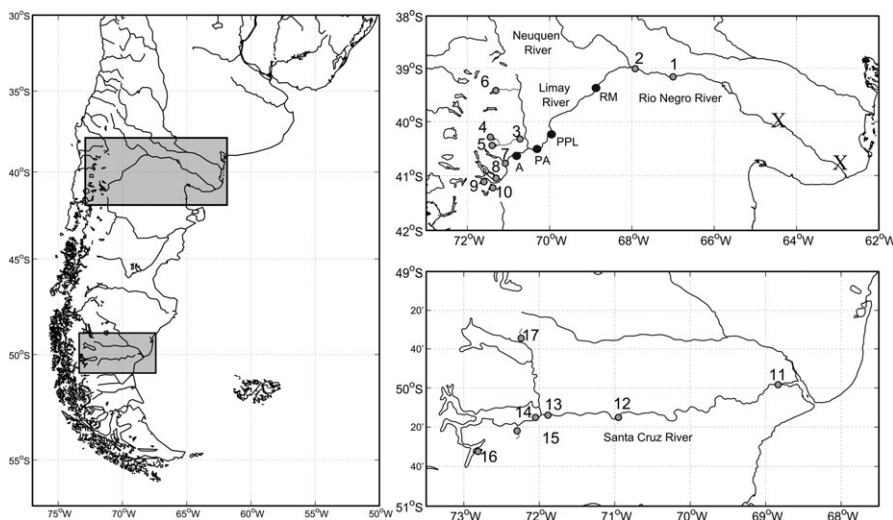 30°S
35°S
40°S
45°S
50°S
55°S
75°W 70°W 65°W 60°W 55°W 50°W
38°S
39°S
40°S
41°S
42°S
Neuquen
River
2 1
6
Limay
River
RM
Rio Negro River
X
4
3
5
PPL
7
A
PA
X
8
9
10
72°W 70°W 68°W 66°W 64°W 62°W
49°S
20'
40'
50°S
20'
40'
51°S
17
11
14 13 12
15
Santa Cruz River
16
73°W 72°W 71°W 70°W 69°W 68°W